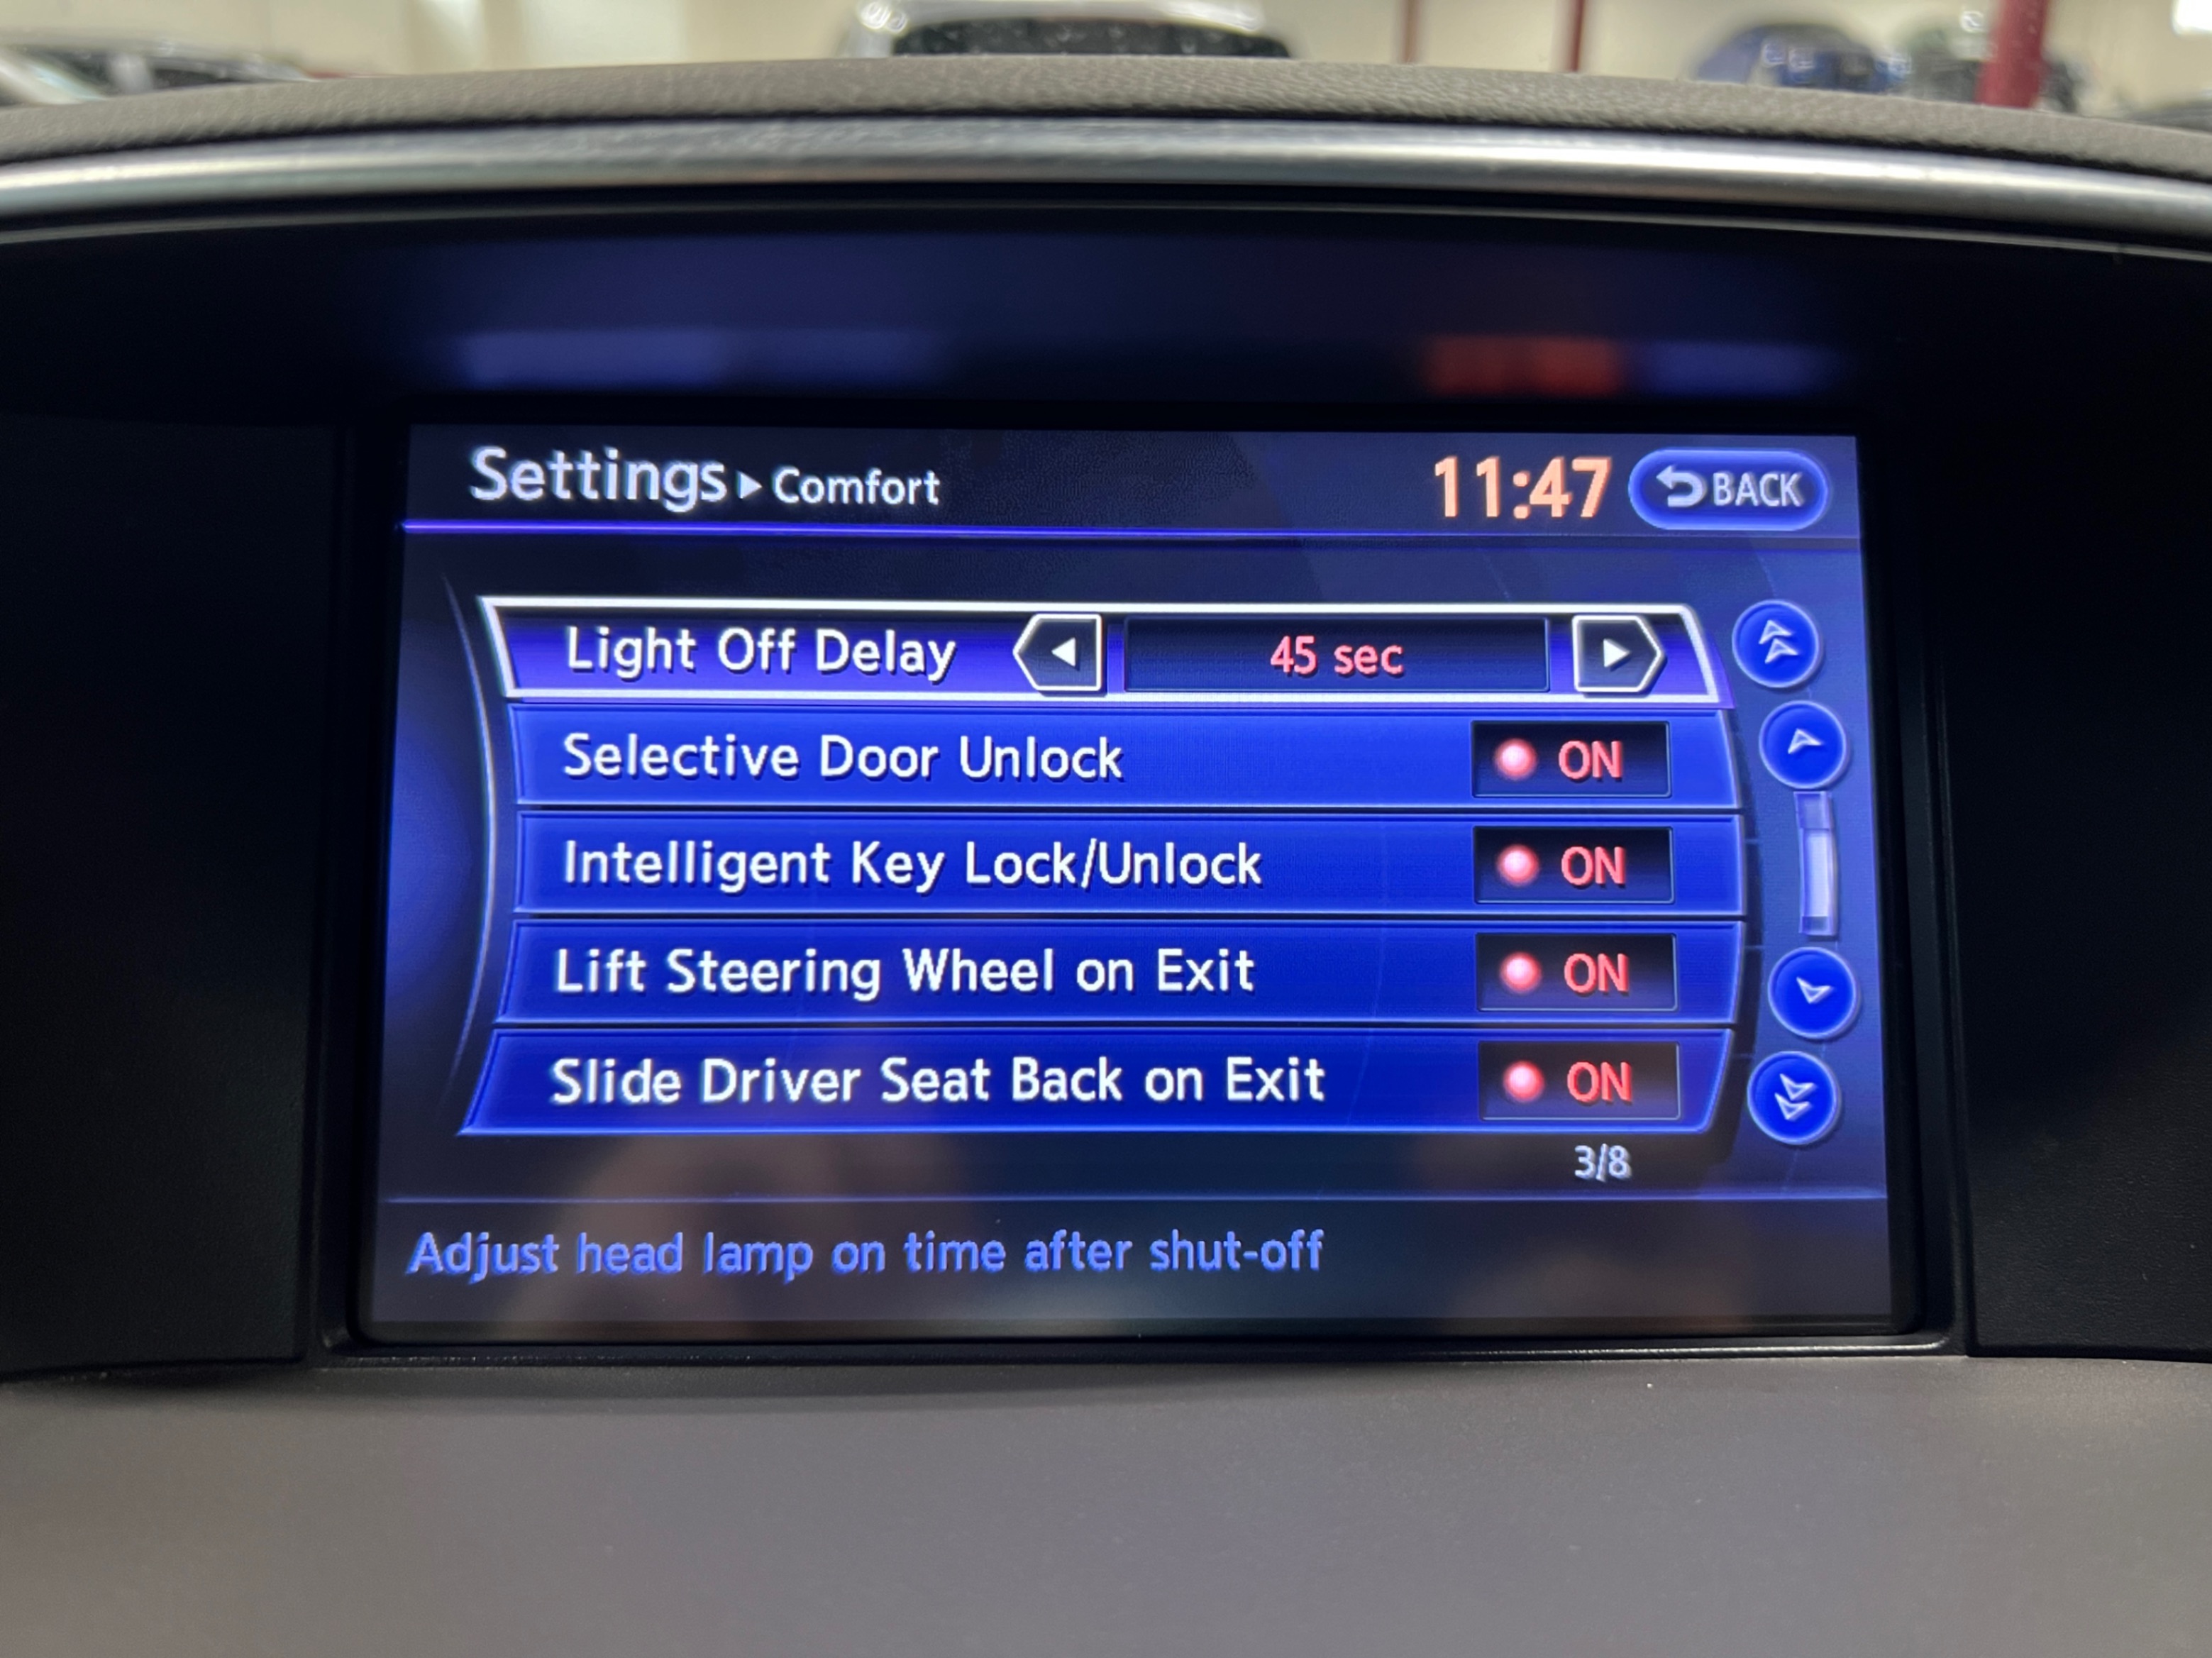 Settings ▸ Comfort 11:47 BACK
Light Off Delay 45 sec
Selective Door Unlock ON
Intelligent Key Lock/Unlock ON
Lift Steering Wheel on Exit ON
Slide Driver Seat Back on Exit ON
3/8
Adjust head lamp on time after shut-off